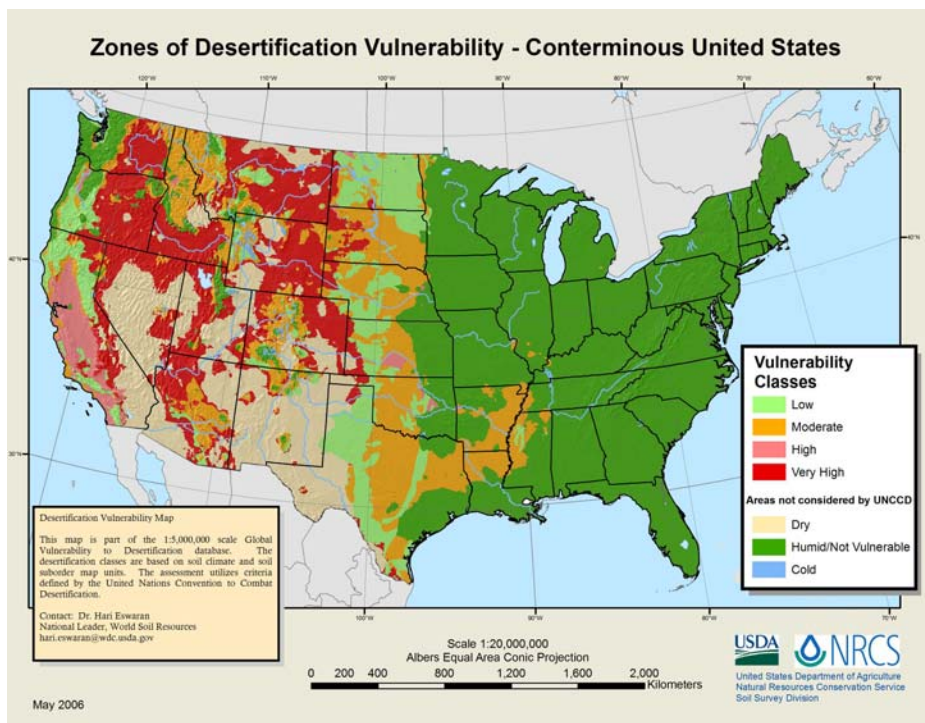 Zones of Desertification Vulnerability - Conterminous United States
120°W 110°W 100°W 90°W 80°W 70°W 60°W
40°N 40°N
30°N
Vulnerability
Classes
Low
Moderate
High
Very High
Areas not considered by UNCCD
Dry
Humid/Not Vulnerable
Cold
Desertification Vulnerability Map
This map is part of the 1:5,000,000 scale Global
Vulnerability to Desertification database. The
desertification classes are based on soil climate and soil
suborder map units. The assessment utilizes criteria
defined by the United Nations Convention to Combat
Desertification.
Contact: Dr. Hari Eswaran
National Leader, World Soil Resources
hari.eswaran@wdc.usda.gov
100°W 90°W 80°W 70°W
Scale 1:20,000,000
Albers Equal Area Conic Projection
0 200 400 800 1,200 1,600 2,000
Kilometers
USDA NRCS
United States Department of Agriculture
Natural Resources Conservation Service
Soil Survey Division
May 2006